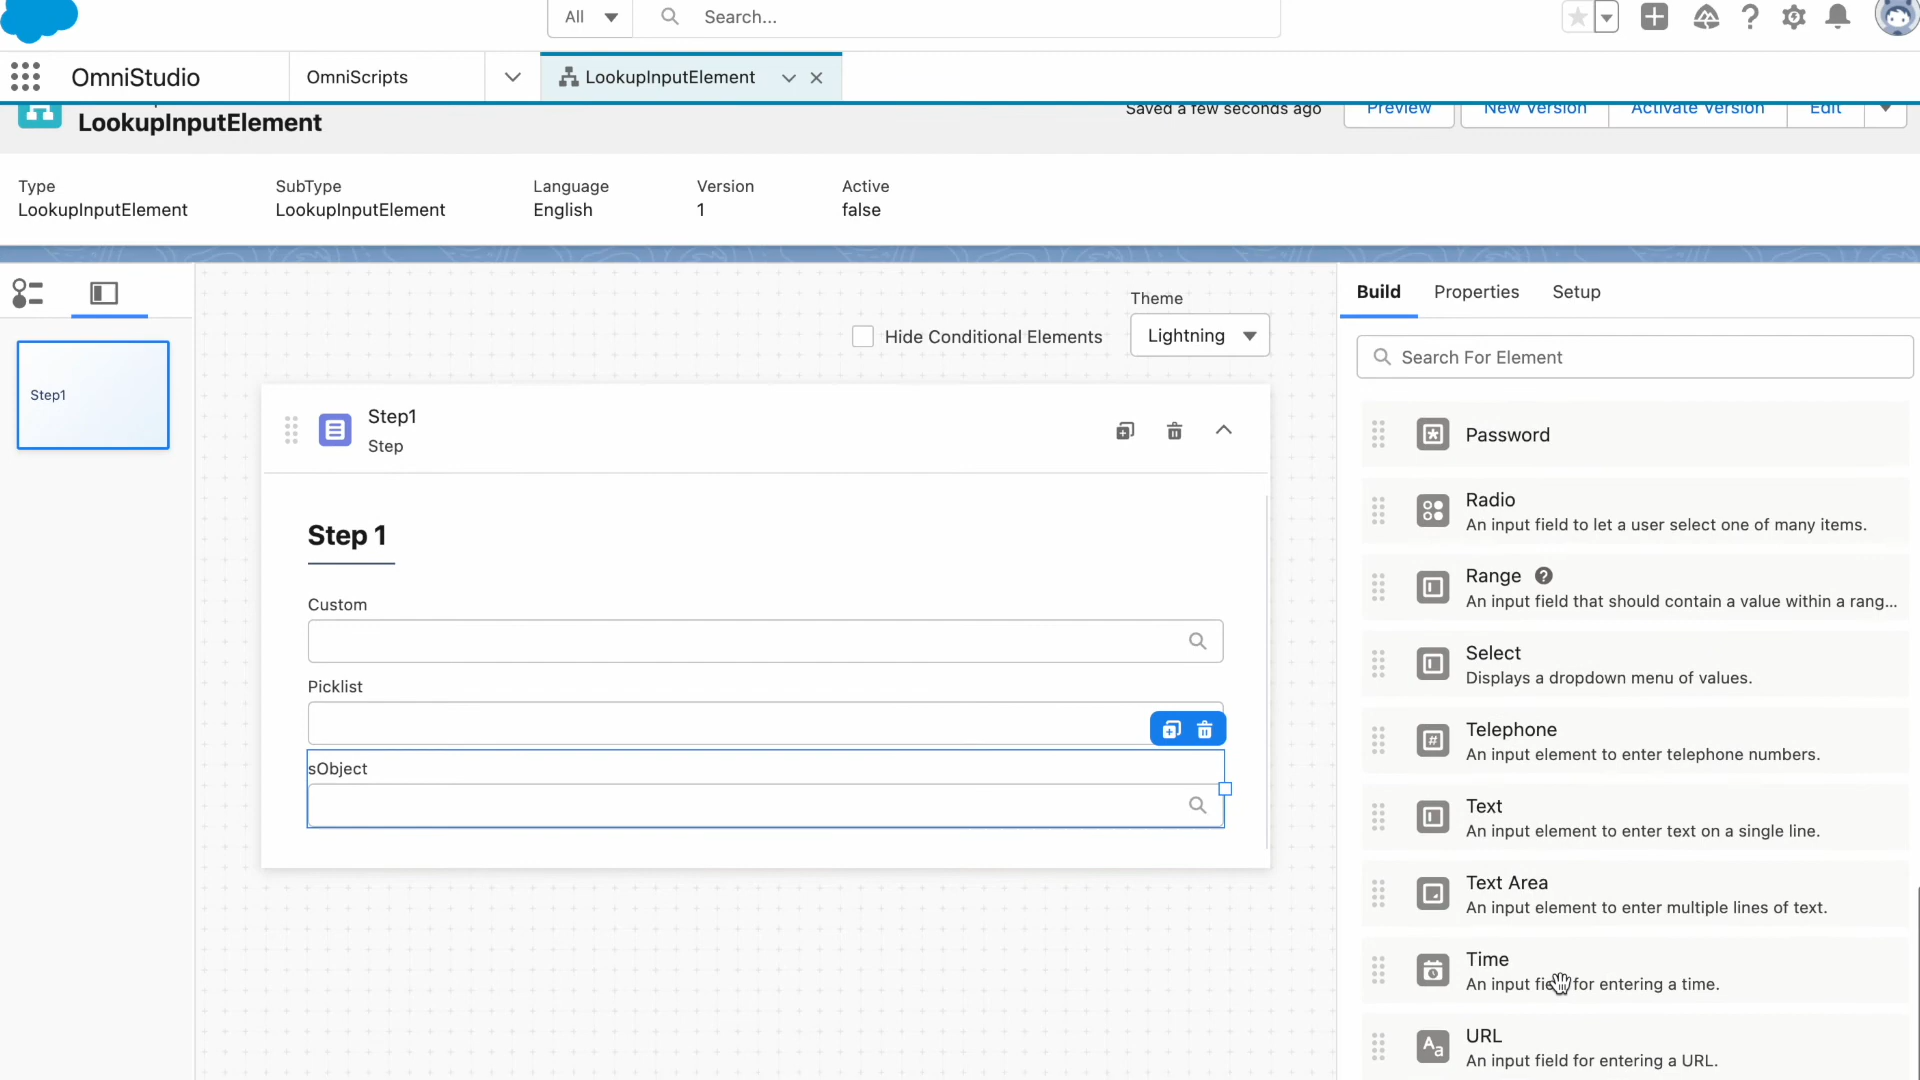 All
Search...
OmniStudio
OmniScripts
LookupInputElement
LookupInputElement
Saved a few seconds ago
Preview
New Version
Activate Version
Edit
Type
SubType
Language
Version
Active
LookupInputElement
LookupInputElement
English
1
false
Theme
Hide Conditional Elements
Lightning
Build
Properties
Setup
Search For Element
Step1
Step1
Step
Step 1
Custom
Picklist
sObject
Password
Radio
An input field to let a user select one of many items.
Range
An input field that should contain a value within a rang...
Select
Displays a dropdown menu of values.
Telephone
An input element to enter telephone numbers.
Text
An input element to enter text on a single line.
Text Area
An input element to enter multiple lines of text.
Time
An input field for entering a time.
Aa
URL
An input field for entering a URL.